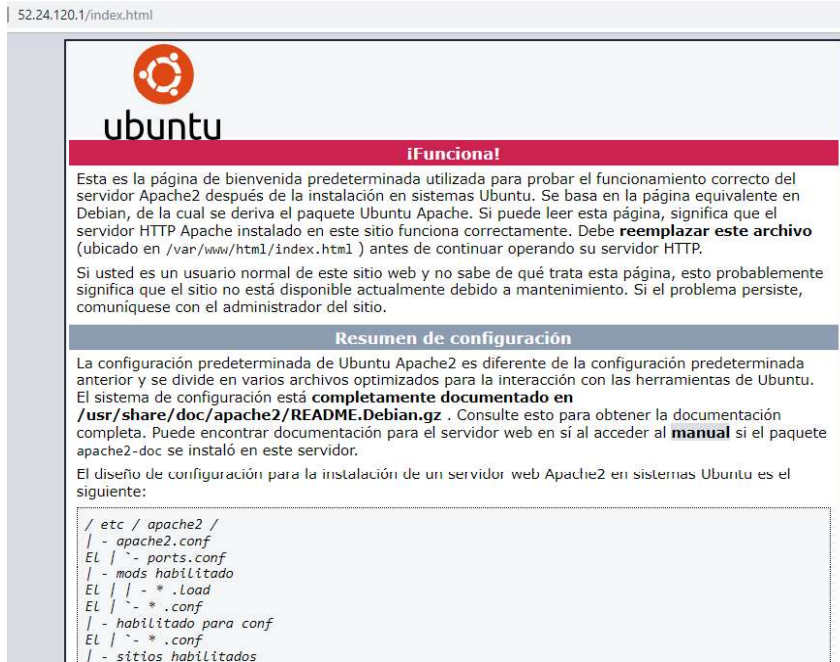 52.24.120.1/index.html
ubuntu
¡Funciona!
Esta es la página de bienvenida predeterminada utilizada para probar el funcionamiento correcto del
servidor Apache2 después de la instalación en sistemas Ubuntu. Se basa en la página equivalente en
Debian, de la cual se deriva el paquete Ubuntu Apache. Si puede leer esta página, significa que el
servidor HTTP Apache instalado en este sitio funciona correctamente. Debe reemplazar este archivo
(ubicado en /var/www/html/index.html ) antes de continuar operando su servidor HTTP.
Si usted es un usuario normal de este sitio web y no sabe de qué trata esta página, esto probablemente
significa que el sitio no está disponible actualmente debido a mantenimiento. Si el problema persiste,
comuníquese con el administrador del sitio.
Resumen de configuración
La configuración predeterminada de Ubuntu Apache2 es diferente de la configuración predeterminada
anterior y se divide en varios archivos optimizados para la interacción con las herramientas de Ubuntu.
El sistema de configuración está completamente documentado en
/usr/share/doc/apache2/README.Debian.gz . Consulte esto para obtener la documentación
completa. Puede encontrar documentación para el servidor web en sí al acceder al manual si el paquete
apache2-doc se instaló en este servidor.
El diseño de configuración para la instalación de un servidor web Apache2 en sistemas Ubuntu es el
siguiente:
/ etc / apache2 /
| - apache2.conf
El | `- ports.conf
| - mods habilitado
El | | - * .load
El | `- * .conf
| - habilitado para conf
El | `- * .conf
| - sitios habilitados